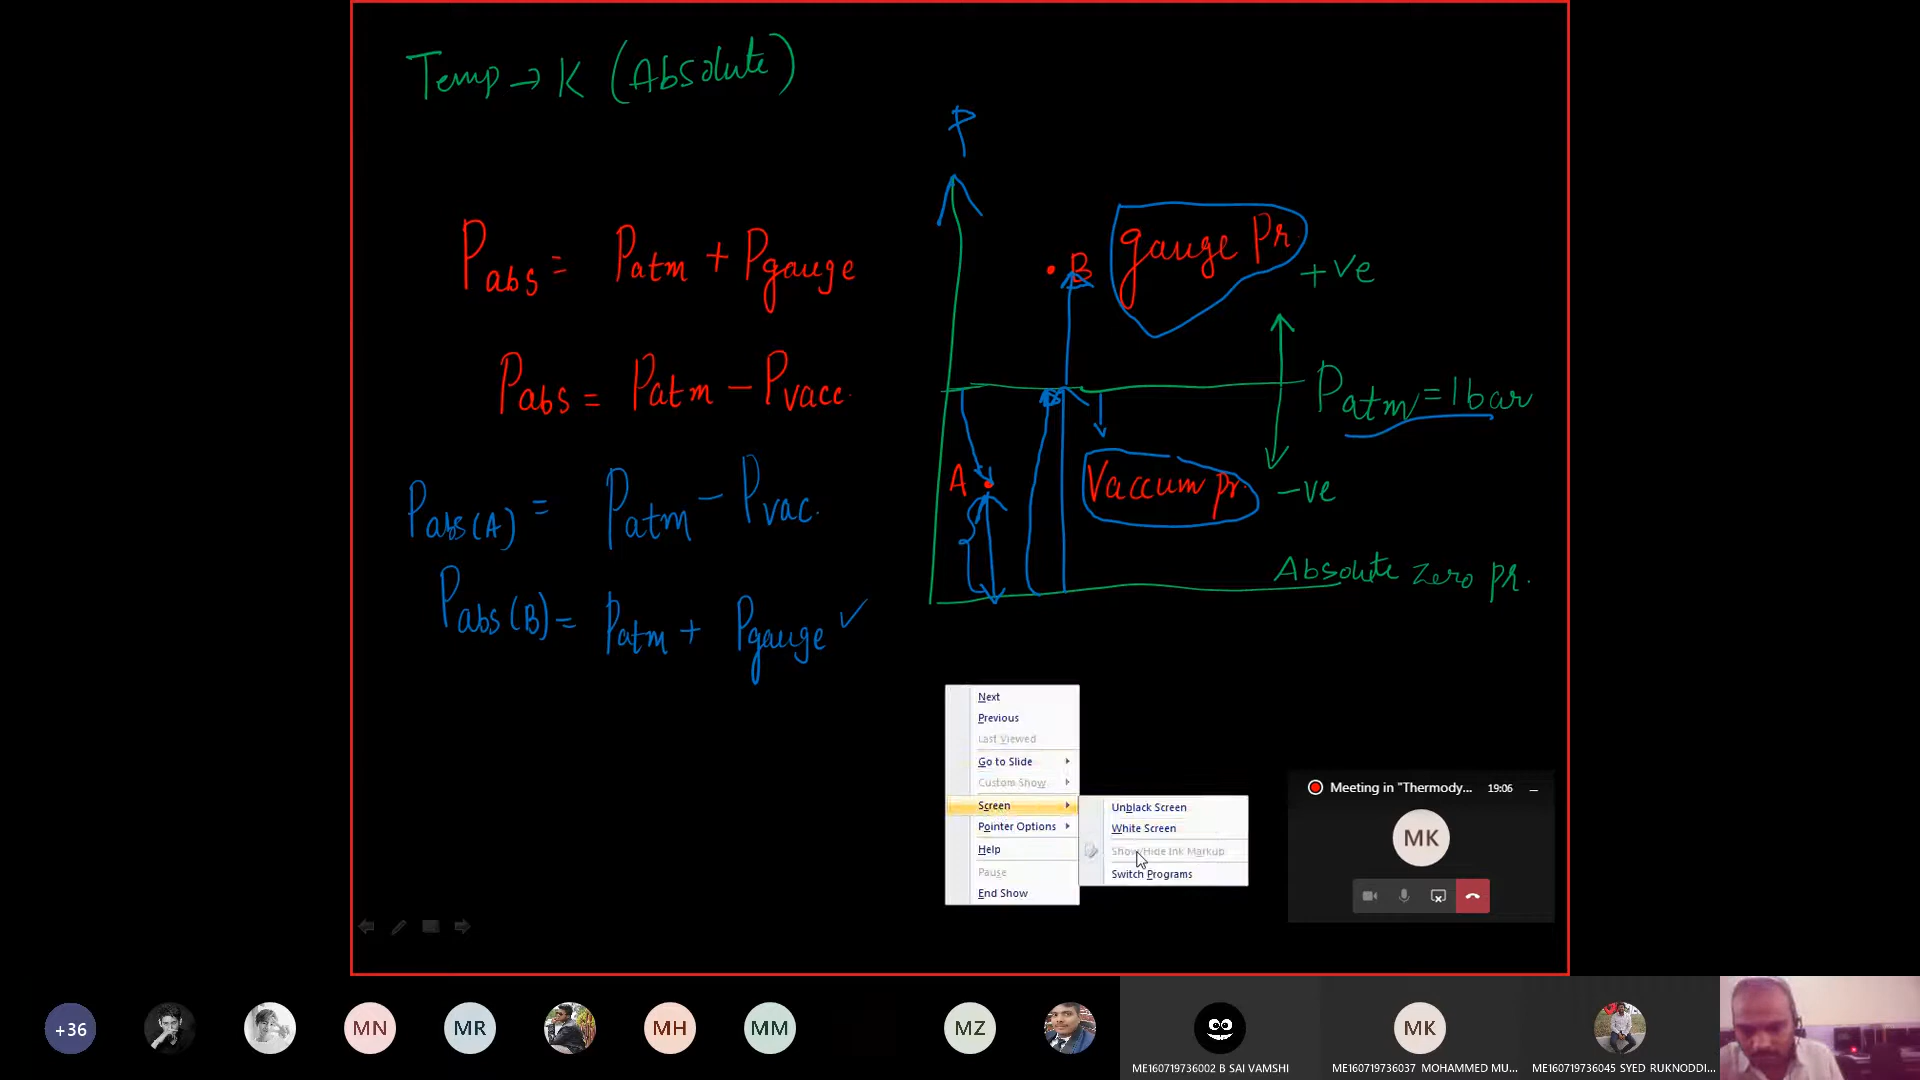 Temp → K (Absolute)
P
Pabs = Patm + Pgauge
gauge Pr.
B
+ve
Pabs = Patm − Pvacc.
Patm = 1bar
A
Vaccum pr.
−ve
Pabs(A) = Patm − Pvac.
Absolute Zero pr.
Pabs(B) = Patm + Pgauge ✓
Next
Previous
Last Viewed
Go to Slide
Custom Show
Screen
Pointer Options
Help
Pause
End Show
Unblack Screen
White Screen
Show/Hide Ink Markup
Switch Programs
Meeting in "Thermody... 19:06
MK
+36
MN
MR
MH
MM
MZ
MK
ME160719736002 B SAI VAMSHI
ME160719736037 MOHAMMED MU...
ME160719736045 SYED RUKNODDI...